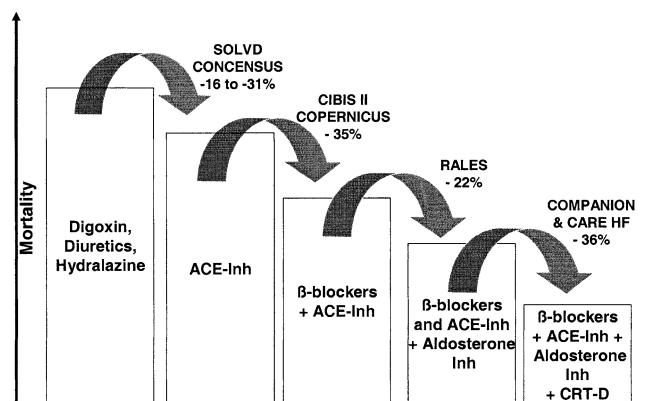 SOLVD
CONCENSUS
-16 to -31%
CIBIS II
COPERNICUS
- 35%
RALES
- 22%
COMPANION
& CARE HF
- 36%
Mortality
Digoxin,
Diuretics,
Hydralazine
ACE-Inh
ß-blockers
+ ACE-Inh
ß-blockers
and ACE-Inh
+ Aldosterone
Inh
ß-blockers
+ ACE-Inh +
Aldosterone
Inh
+ CRT-D